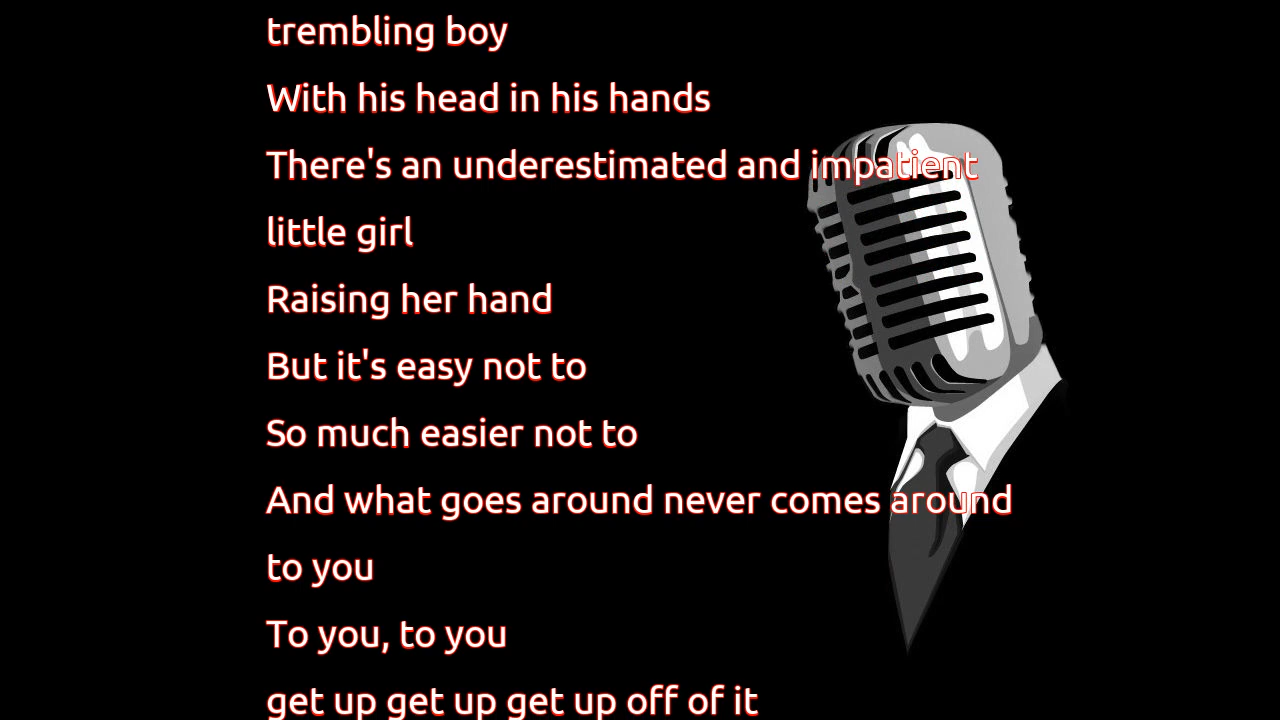 trembling boy
With his head in his hands
There's an underestimated and impatient
little girl
Raising her hand
But it's easy not to
So much easier not to
And what goes around never comes around
to you
To you, to you
get up get up get up off of it